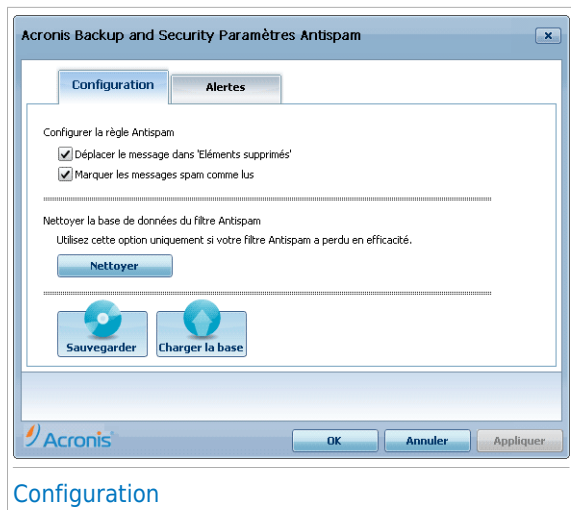 Acronis Backup and Security Paramètres Antispam
Configuration
Alertes
Configurer la règle Antispam
Déplacer le message dans 'Eléments supprimés'
Marquer les messages spam comme lus
Nettoyer la base de données du filtre Antispam
Utilisez cette option uniquement si votre filtre Antispam a perdu en efficacité.
Nettoyer
Sauvegarder
Charger la base
Acronis
OK
Annuler
Appliquer
Configuration